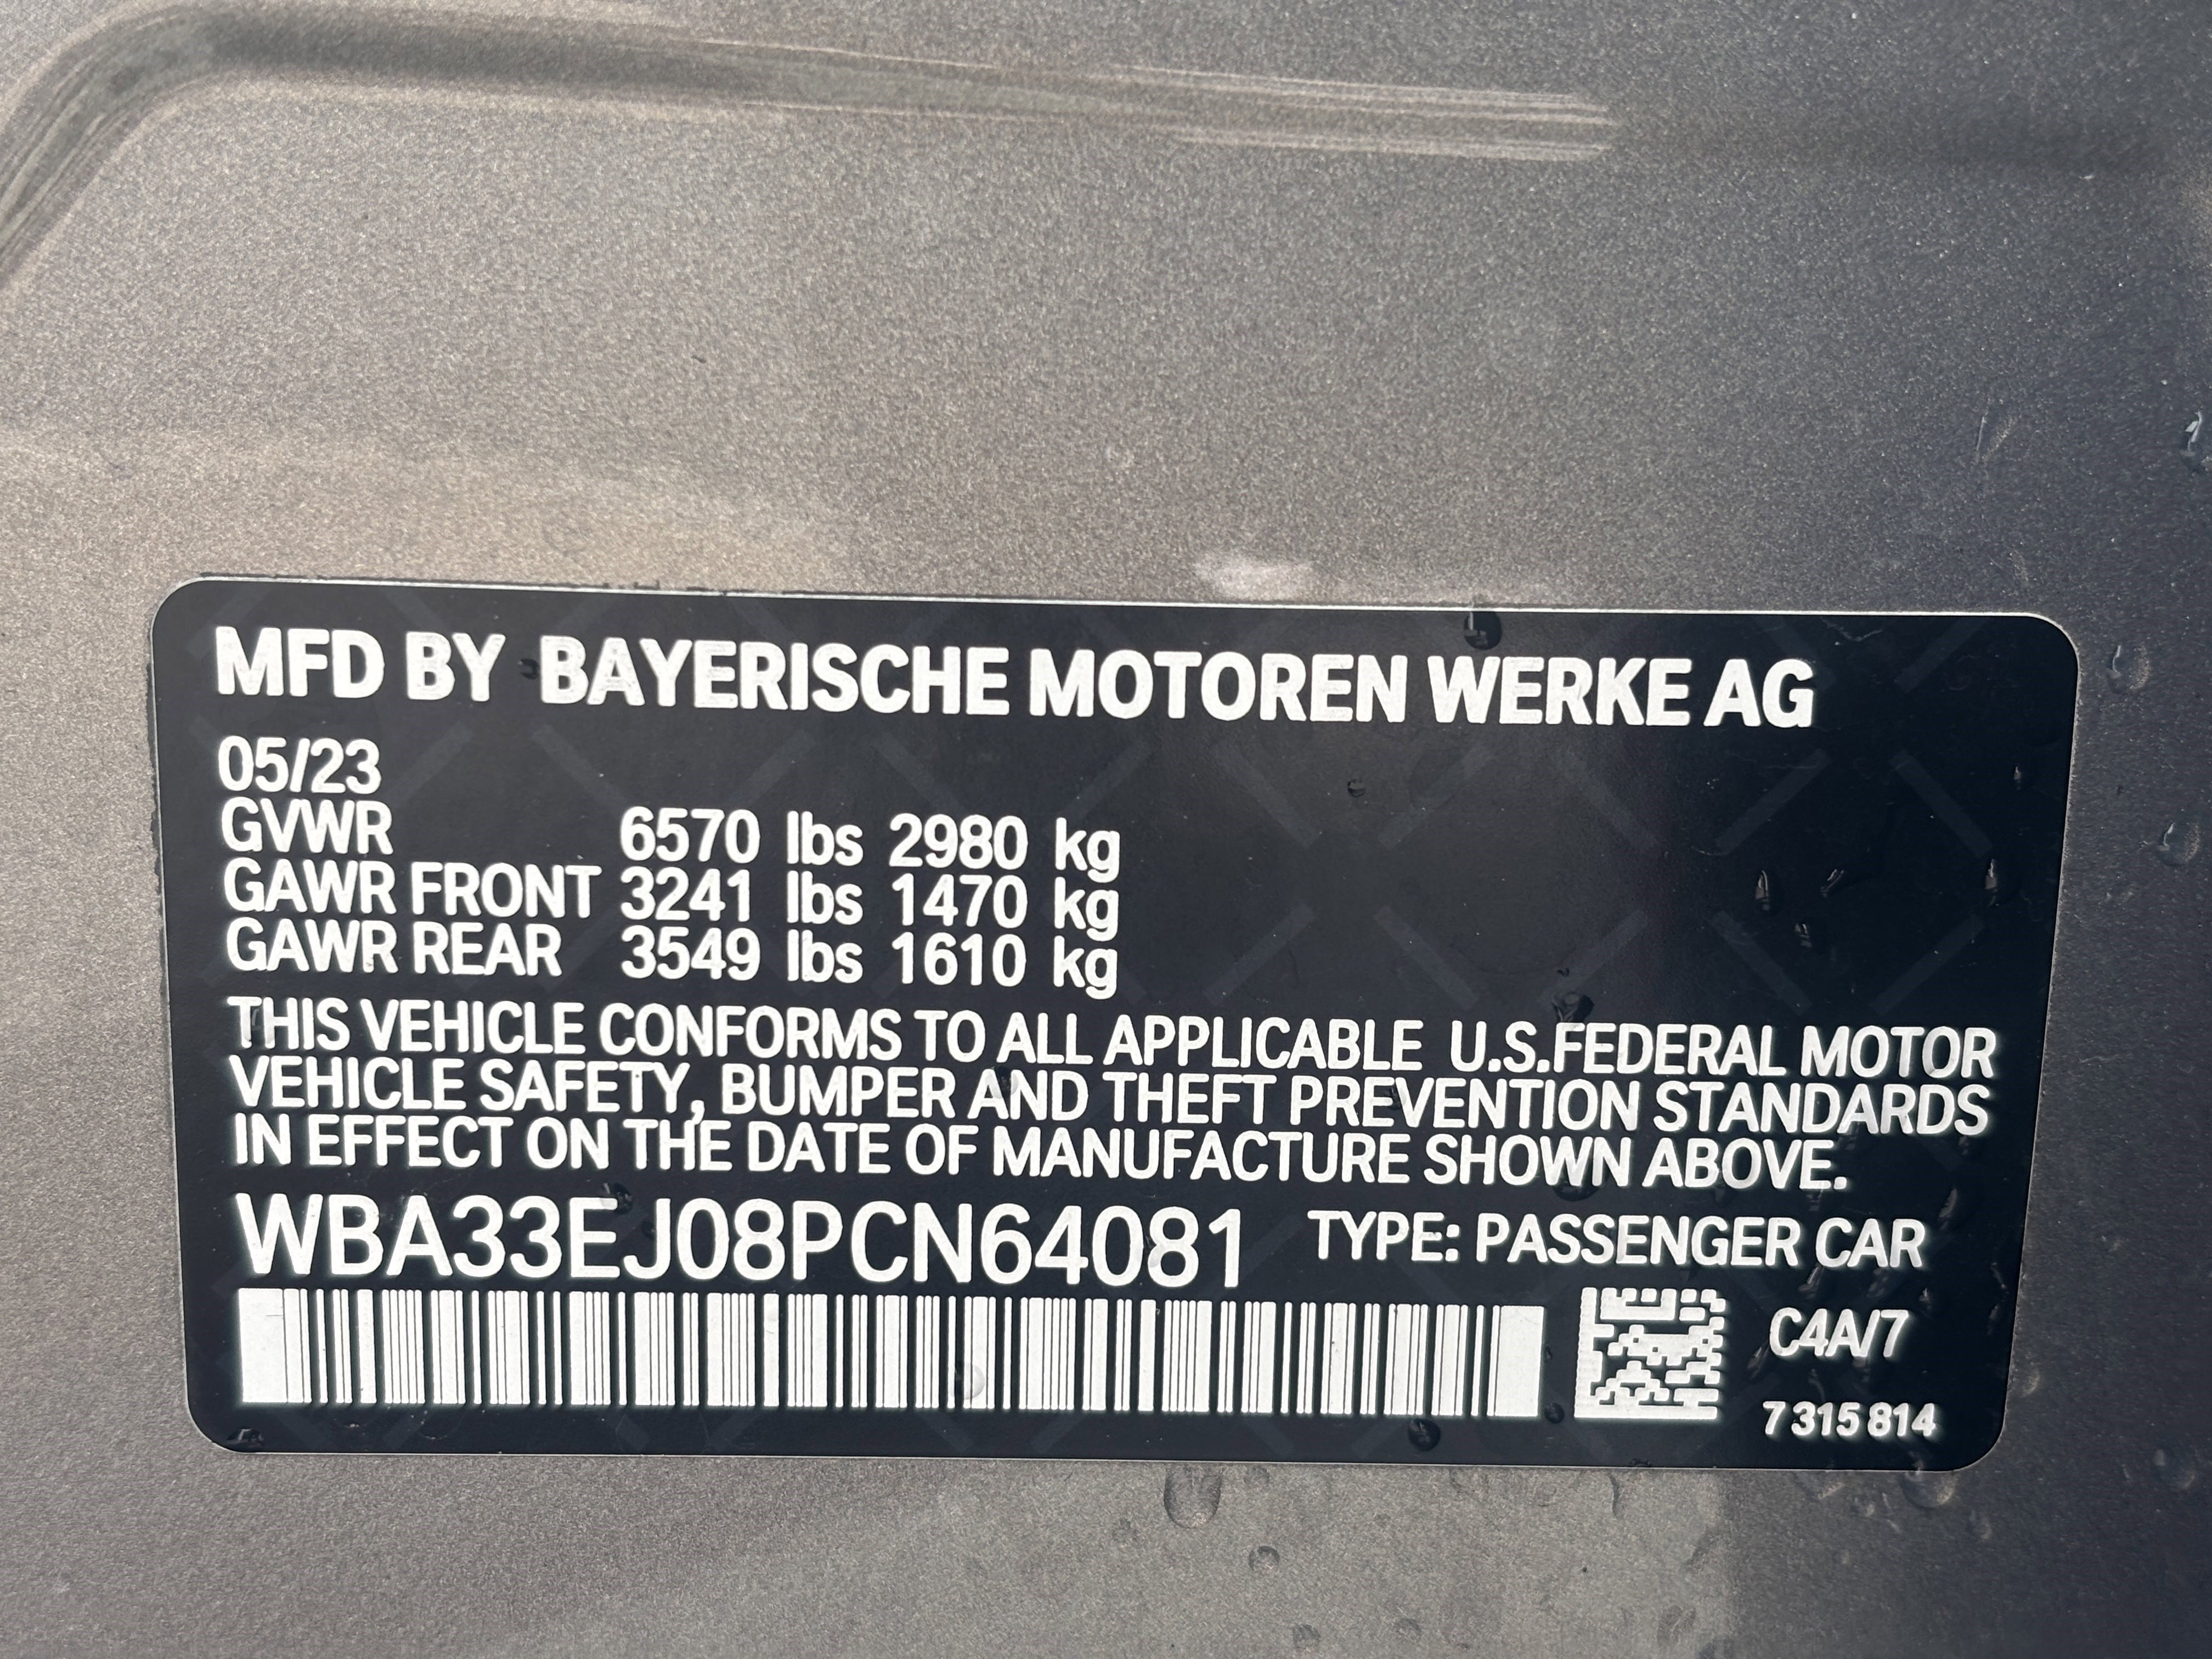 MFD BY BAYERISCHE MOTOREN WERKE AG
05/23
GVWR 6570 lbs 2980 kg
GAWR FRONT 3241 lbs 1470 kg
GAWR REAR 3549 lbs 1610 kg
THIS VEHICLE CONFORMS TO ALL APPLICABLE U.S.FEDERAL MOTOR
VEHICLE SAFETY, BUMPER AND THEFT PREVENTION STANDARDS
IN EFFECT ON THE DATE OF MANUFACTURE SHOWN ABOVE.
WBA33EJ08PCN64081 TYPE: PASSENGER CAR
C4A/7
7 315 814